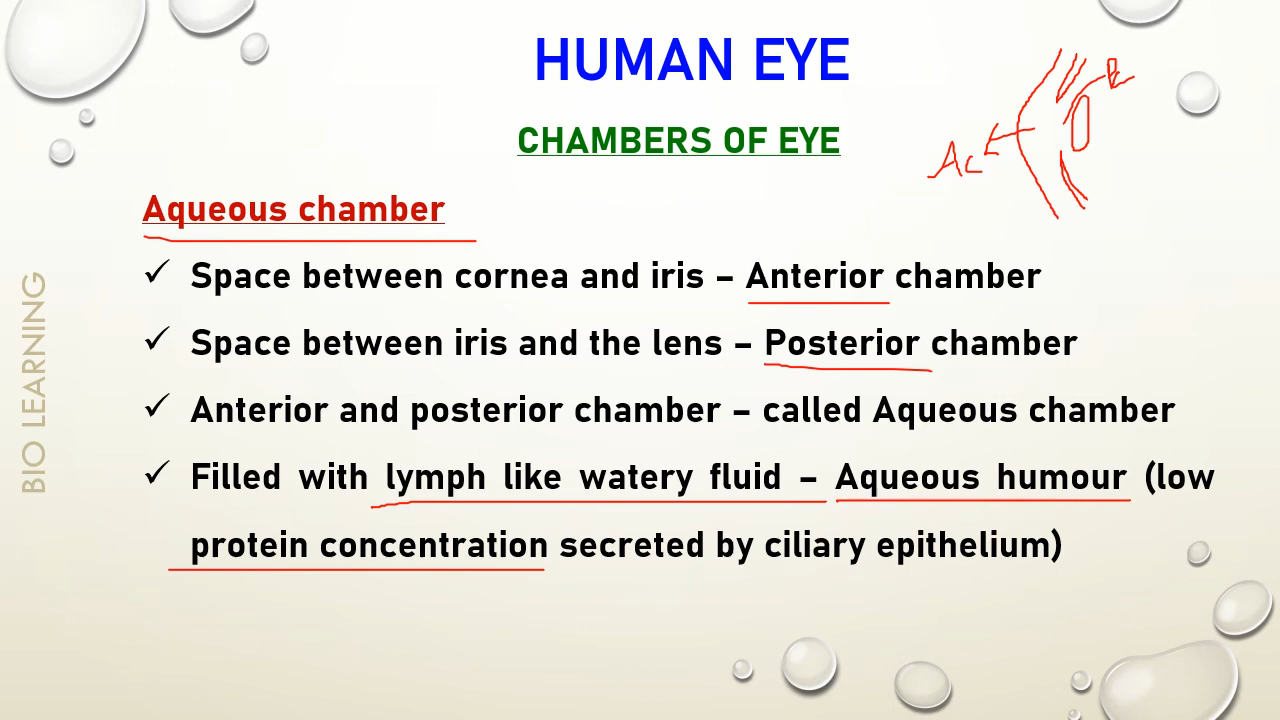 HUMAN EYE
CHAMBERS OF EYE
Ac
Aqueous chamber
✓ Space between cornea and iris – Anterior chamber
✓ Space between iris and the lens – Posterior chamber
✓ Anterior and posterior chamber – called Aqueous chamber
✓ Filled with lymph like watery fluid – Aqueous humour (low
protein concentration secreted by ciliary epithelium)
BIO LEARNING